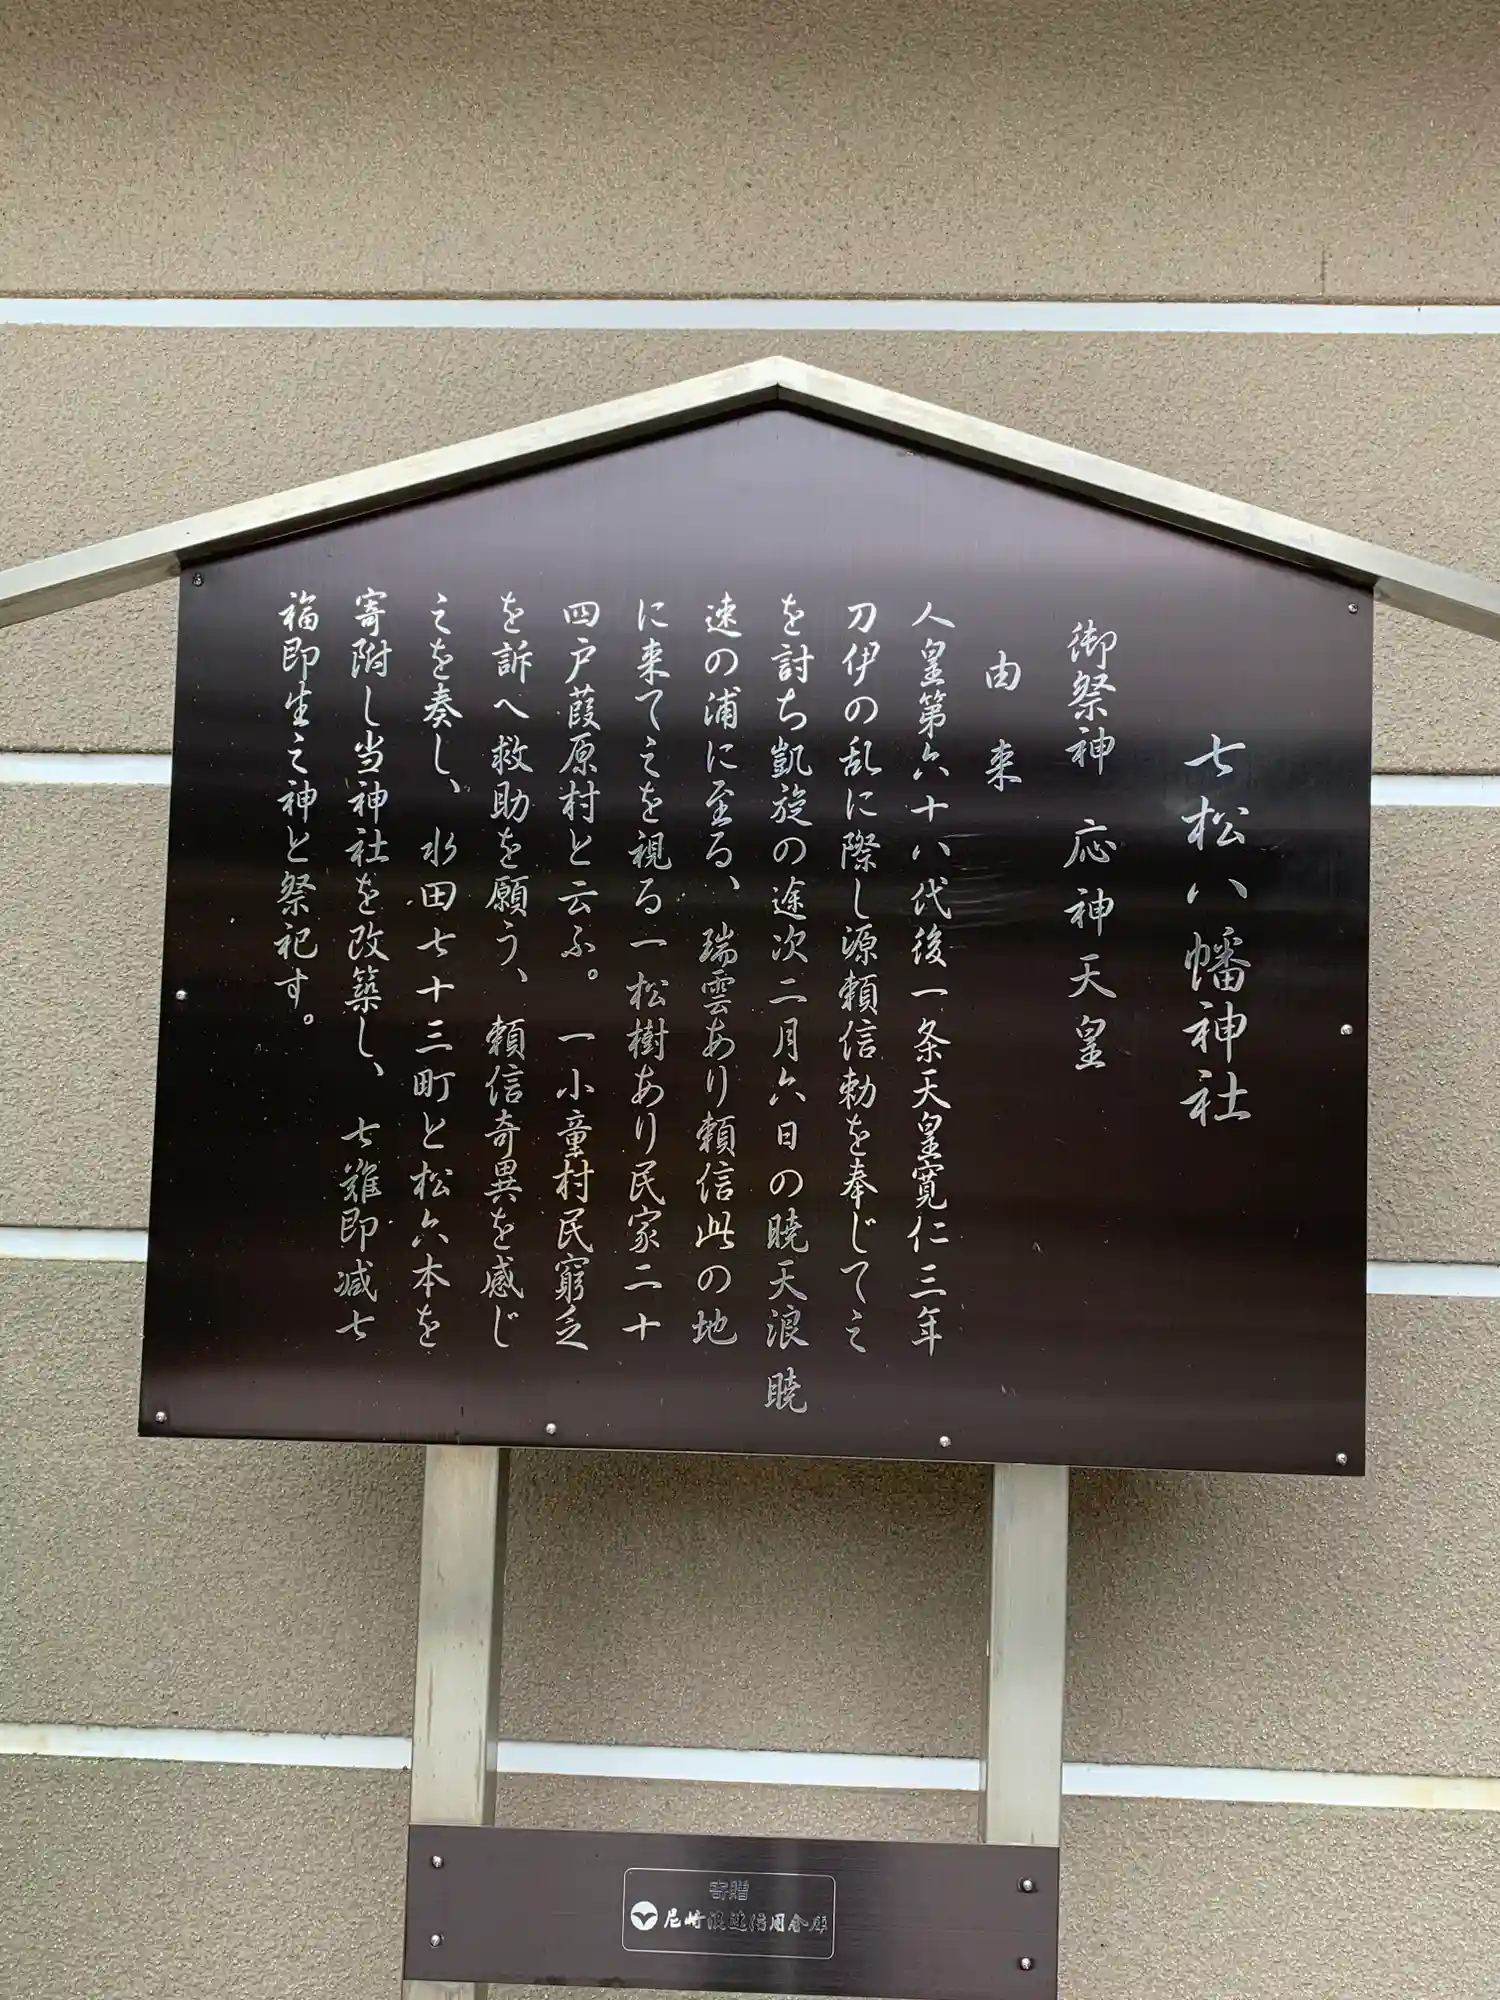 七松八幡神社
御祭神 応神天皇
由来
人皇第六十八代後一条天皇寛仁三年
刀伊の乱に際し源頼信勅を奉じて之
を討ち凱旋の途次二月六日の暁天浪暁
速の浦に至る、瑞雲あり頼信此の地
に来て之を視る一松樹あり民家二十
四戸葭原村と云ふ。一小童村民窮乏
を訴へ救助を願う、頼信奇異を感じ
之を奏し、水田七十三町と松六本を
寄附し当神社を改築し、七難即滅七
福即生之神と祭祀す。
寄贈
尼崎浪速信用金庫